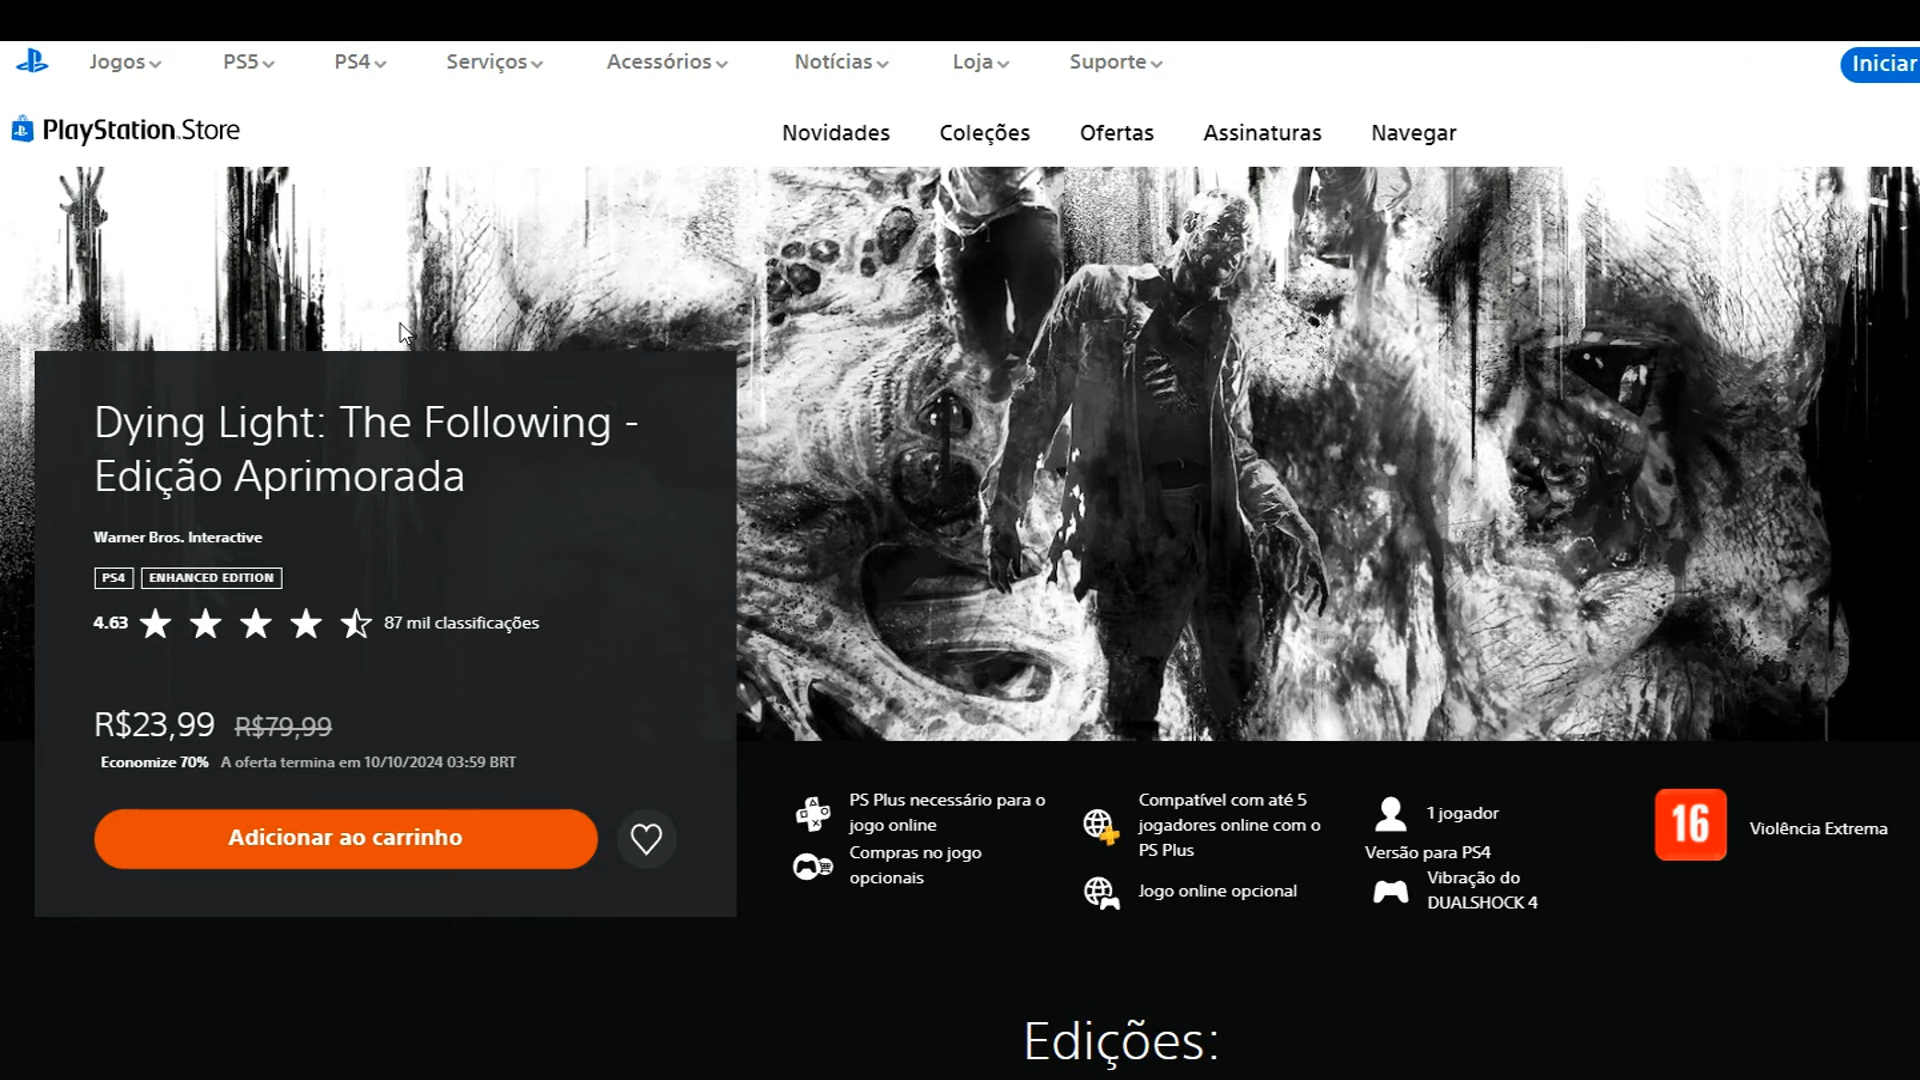 Jogos
PS5
PS4
Serviços
Acessórios
Notícias
Loja
Suporte
Iniciar
PlayStation Store
Novidades
Coleções
Ofertas
Assinaturas
Navegar
Dying Light: The Following -
Edição Aprimorada
Warner Bros. Interactive
PS4
ENHANCED EDITION
4.63
87 mil classificações
R$23,99
R$79,99
Economize 70%
A oferta termina em 10/10/2024 03:59 BRT
Adicionar ao carrinho
PS Plus necessário para o
jogo online
Compras no jogo
opcionais
Compatível com até 5
jogadores online com o
PS Plus
Jogo online opcional
1 jogador
Versão para PS4
Vibração do
DUALSHOCK 4
16
Violência Extrema
Edições: